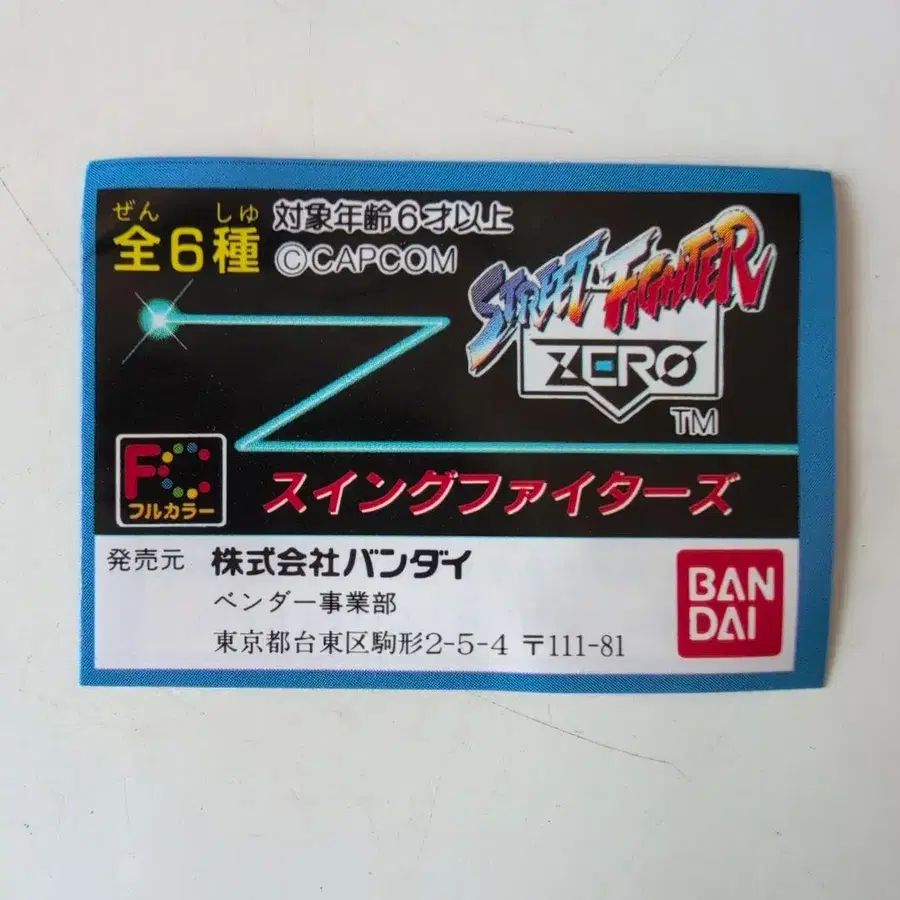 ぜん しゅ
全6種
対象年齢6才以上
©CAPCOM
STREET FIGHTER
ZERO
TM
FC
フルカラー
スイングファイターズ
発売元 株式会社バンダイ
ベンダー事業部
東京都台東区駒形2-5-4 〒111-81
BAN
DAI